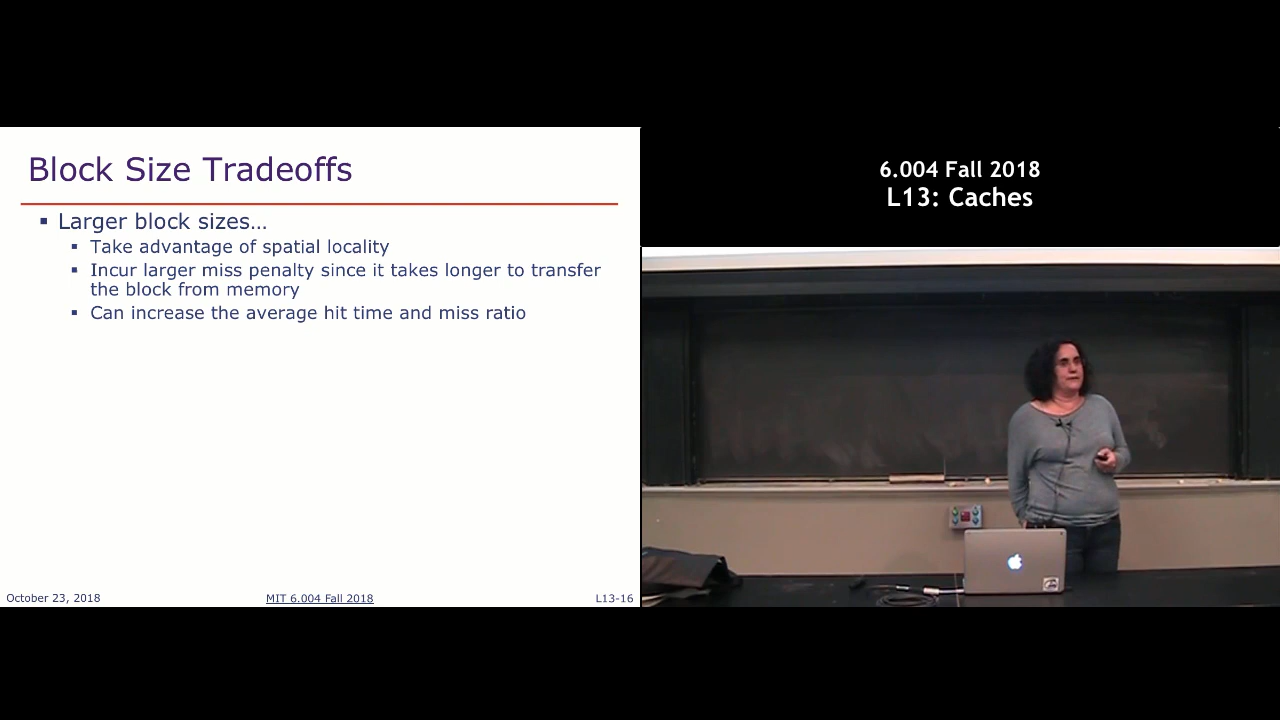 Block Size Tradeoffs
Larger block sizes…
Take advantage of spatial locality
Incur larger miss penalty since it takes longer to transfer
the block from memory
Can increase the average hit time and miss ratio
October 23, 2018
MIT 6.004 Fall 2018
L13-16
6.004 Fall 2018
L13: Caches